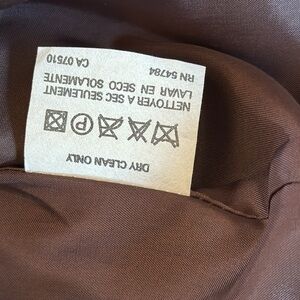 DRY CLEAN ONLY
NETTOYER A SEC SEULEMENT
LAVAR EN SECO SOLAMENTE
RN 54784
CA 07510